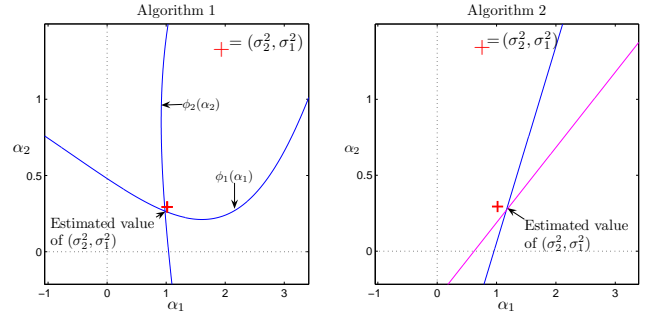 Algorithm 1
= (σ₂², σ₁²)
1
0.5
0
α₂
ϕ₂(α₂)
ϕ₁(α₁)
Estimated value
of (σ₂², σ₁²)
-1 0 1 2 3
α₁
Algorithm 2
= (σ₂², σ₁²)
1
0.5
0
α₂
Estimated value
of (σ₂², σ₁²)
-1 0 1 2 3
α₁